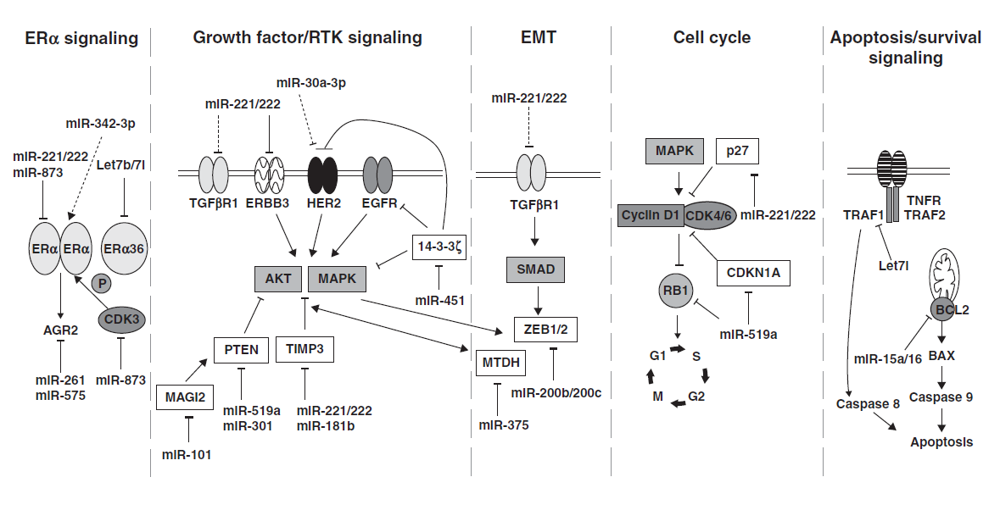 ERα signaling
Growth factor/RTK signaling
EMT
Cell cycle
Apoptosis/survival
signaling
mIR-342-3p
mIR-221/222
mIR-873
Let7b/7I
ERα
ERα
ERα36
P
CDK3
AGR2
mIR-261
mIR-575
mIR-873
mIR-30a-3p
mIR-221/222
TGFβR1
ERBB3
HER2
EGFR
14-3-3ζ
AKT
MAPK
mIR-451
PTEN
TIMP3
MAGI2
mIR-519a
mIR-301
mIR-221/222
mIR-181b
mIR-101
mIR-221/222
TGFβR1
SMAD
ZEB1/2
MTDH
mIR-200b/200c
mIR-375
MAPK
p27
Cyclin D1
CDK4/6
mIR-221/222
CDKN1A
RB1
mIR-519a
G1
S
M
G2
TRAF1
TNFR
TRAF2
Let7I
BCL2
mIR-15a/16
BAX
Caspase 8
Caspase 9
Apoptosis